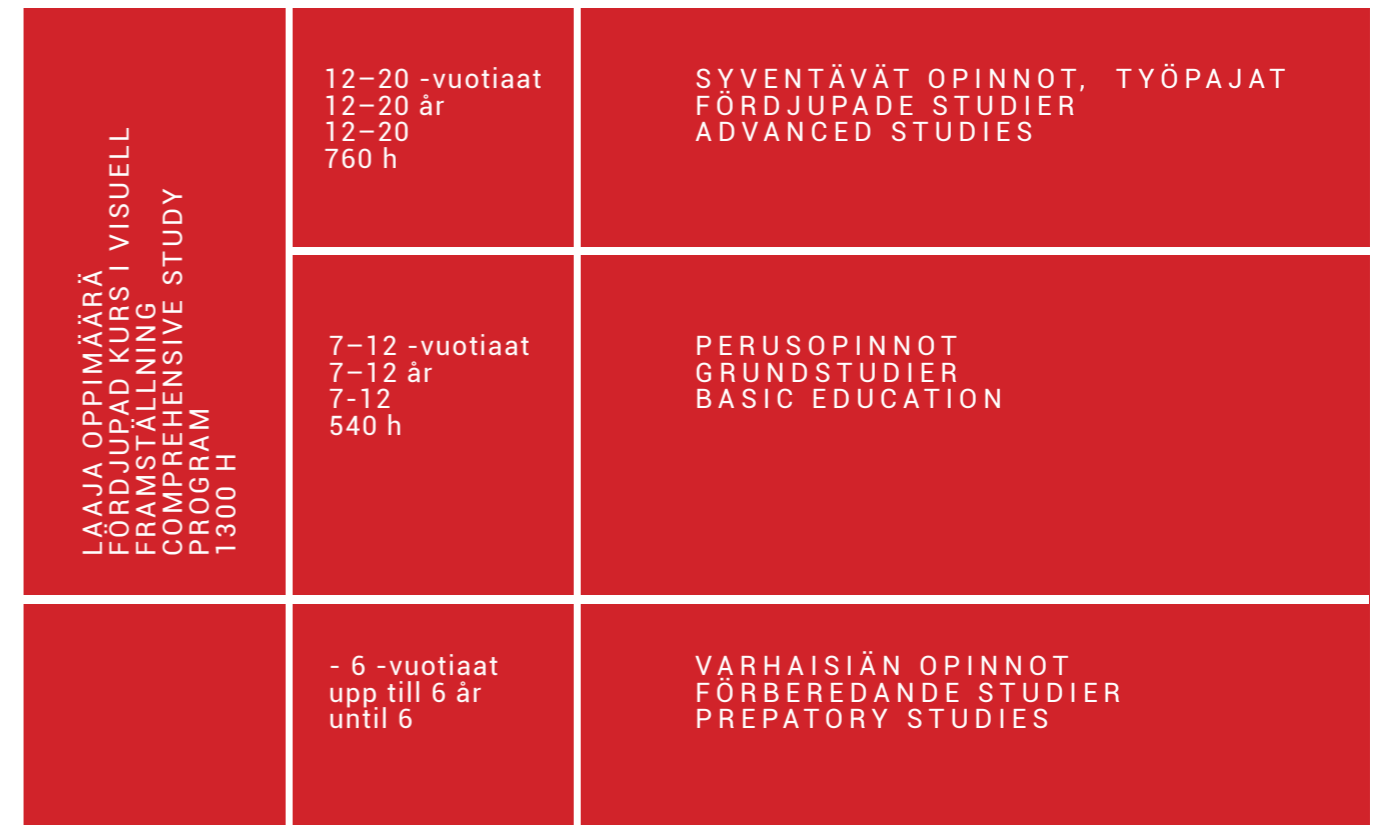 LAAJA OPPIMÄÄRÄ
FÖRDJUPAD KURS I VISUELL
FRAMSTÄLLNING
COMPREHENSIVE STUDY
PROGRAM
1300 H
12–20 -vuotiaat
12–20 år
12–20
760 h
SYVENTÄVÄT OPINNOT, TYÖPAJAT
FÖRDJUPADE STUDIER
ADVANCED STUDIES
7–12 -vuotiaat
7–12 år
7-12
540 h
PERUSOPINNOT
GRUNDSTUDIER
BASIC EDUCATION
- 6 -vuotiaat
upp till 6 år
until 6
VARHAISIÄN OPINNOT
FÖRBEREDANDE STUDIER
PREPATORY STUDIES